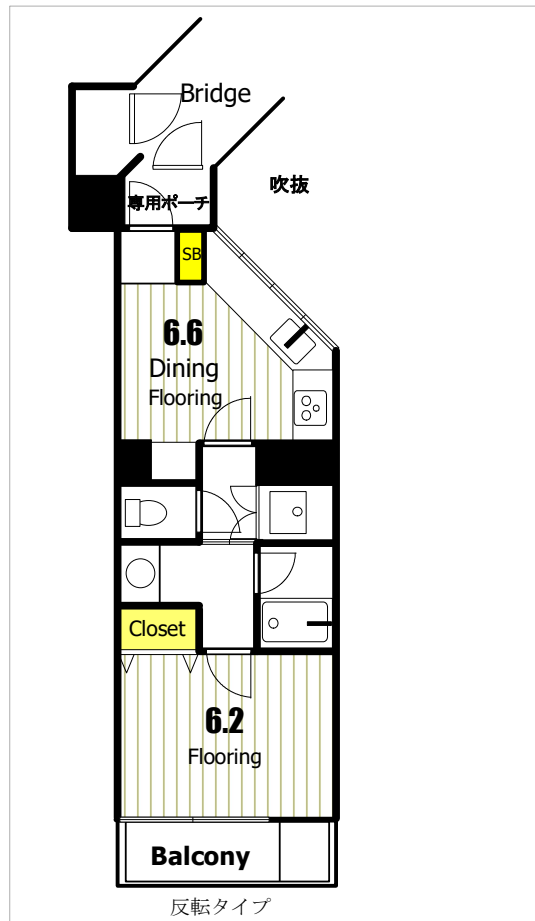 Bridge
吹抜
専用ポーチ
SB
6.6
Dining
Flooring
Closet
6.2
Flooring
Balcony
反転タイプ